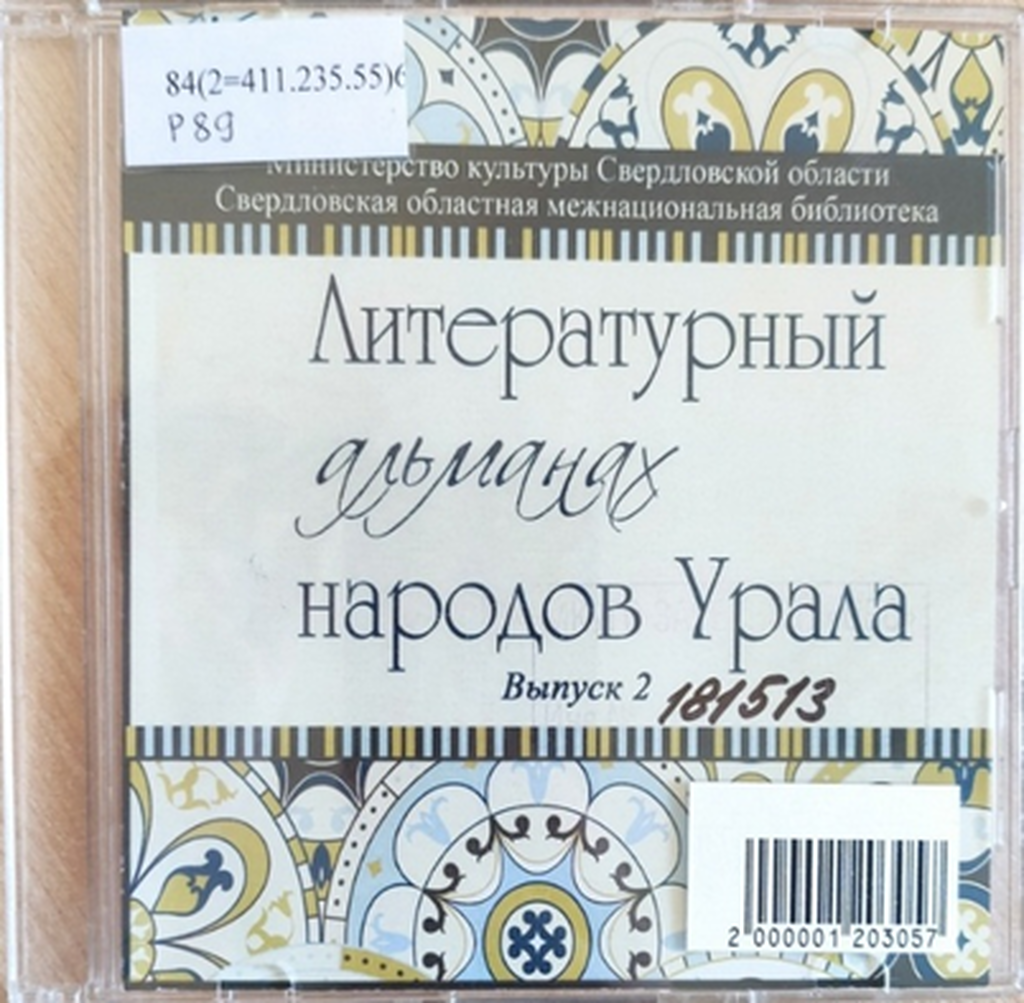 84(2=411.235.55)6
Р89
Министерство культуры Свердловской области
Свердловская областная межнациональная библиотека
Литературный
альманах
народов Урала
Выпуск 2 181513
2 000001 203057